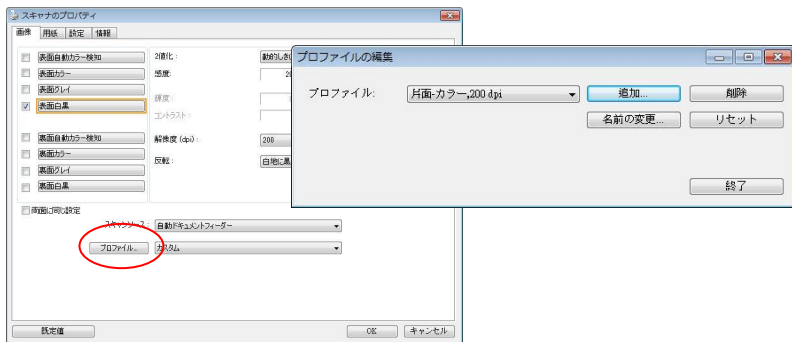 スキャナのプロパティ
画像 用紙 設定 情報
表面自動カラー検知
表面カラー
表面グレイ
表面白黒
裏面自動カラー検知
裏面カラー
裏面グレイ
裏面白黒
2値化：
感度:
輝度：
コントラスト：
解像度 (dpi)：
200
反転：
両面に同じ設定
スキャンソース： 自動ドキュメントフィーダー
プロファイル... カスタム
既定値 OK キャンセル
プロファイルの編集
プロファイル: 片面-カラー,200 dpi 追加... 削除
名前の変更... リセット
終了